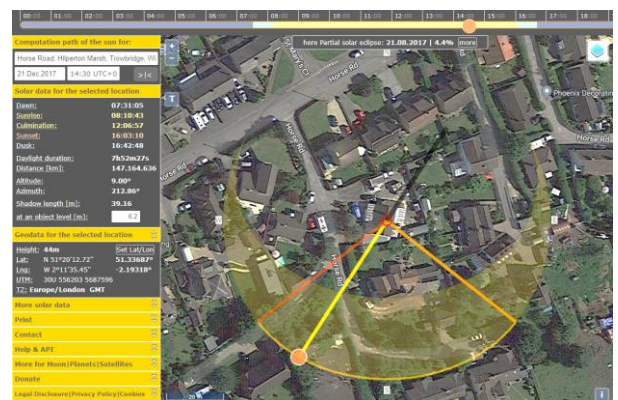 00:00 01:00 02:00 03:00 04:00 05:00 06:00 07:00 08:00 09:00 10:00 11:00 12:00 13:00 14:00 15:00 16:00 17:00 18:00
Computation path of the sun for:
Horse Road, Hilperton Marsh, Trowbridge, Wi
21 Dec 2017 14:30 UTC+0 >|<
Solar data for the selected location
Dawn: 07:31:05
Sunrise: 08:10:43
Culmination: 12:06:57
Sunset: 16:03:10
Dusk: 16:42:48
Daylight duration: 7h52m27s
Distance [km]: 147.164.636
Altitude: 9.00°
Azimuth: 212.86°
Shadow length [m]: 39.16
at an object level [m]: 6.2
Geodata for the selected location
Height: 44m Set Lat/Lon
Lat: N 51°20'12.72" 51.33687°
Lng: W 2°11'35.45" -2.19318°
UTM: 30U 556203 5687596
TZ: Europe/London GMT
More solar data
Print
Contact
Help & API
More for Moon|Planets|Satellites
Donate
Legal Disclosure|Privacy Policy|Cookies
+
-
T
here Partial solar eclipse: 21.08.2017 | 4.4% more
St Mary's Cl
Horse Rd
Phoenix Decorating
Horse Rd
Horse Rd
Horse Rd
Horse Rd
20
i